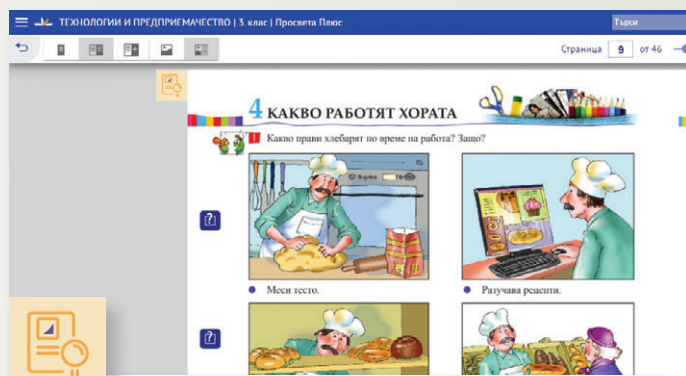 ТЕХНОЛОГИИ И ПРЕДПРИЕМАЧЕСТВО | 3. клас | Просвета Плюс
Търси
Страница 9 от 46
4 КАКВО РАБОТЯТ ХОРАТА
1 Какво прави хлебарят по време на работа? Защо?
• Меси тесто.
• Разучава рецепти.